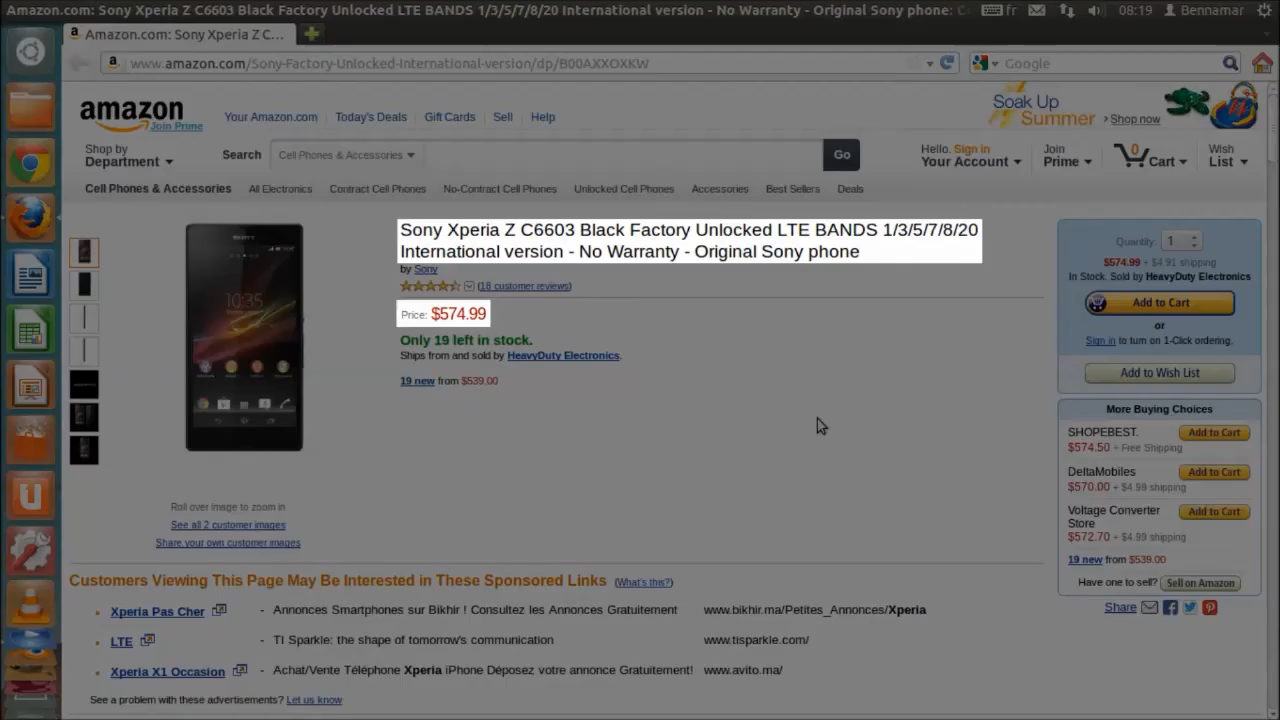 Amazon.com: Sony Xperia Z C6603 Black Factory Unlocked LTE BANDS 1/3/5/7/8/20 International version - No Warranty - Original Sony phone:
fr
08:19
Bennamar
Amazon.com: Sony Xperia Z C...
www.amazon.com/Sony-Factory-Unlocked-International-version/dp/B00AXXOXKW
Google
amazon
Join Prime
Your Amazon.com
Today's Deals
Gift Cards
Sell
Help
Soak Up
Summer
Shop now
Shop by
Department
Search
Cell Phones & Accessories
Go
Hello. Sign in
Your Account
Join
Prime
0
Cart
Wish
List
Cell Phones & Accessories
All Electronics
Contract Cell Phones
No-Contract Cell Phones
Unlocked Cell Phones
Accessories
Best Sellers
Deals
SONY
10:35
Roll over image to zoom in
See all 2 customer images
Share your own customer images
Sony Xperia Z C6603 Black Factory Unlocked LTE BANDS 1/3/5/7/8/20
International version - No Warranty - Original Sony phone
by Sony
(18 customer reviews)
Price: $574.99
Only 19 left in stock.
Ships from and sold by HeavyDuty Electronics.
19 new from $539.00
Quantity: 1
$574.99 + $4.91 shipping
In Stock. Sold by HeavyDuty Electronics
Add to Cart
or
Sign in to turn on 1-Click ordering.
Add to Wish List
More Buying Choices
SHOPEBEST.
Add to Cart
$574.50 + Free Shipping
DeltaMobiles
Add to Cart
$570.00 + $4.99 shipping
Voltage Converter
Store
Add to Cart
$572.70 + $4.99 shipping
19 new from $539.00
Have one to sell? Sell on Amazon
Share
Customers Viewing This Page May Be Interested in These Sponsored Links (What's this?)
Xperia Pas Cher - Annonces Smartphones sur Bikhir ! Consultez les Annonces Gratuitement www.bikhir.ma/Petites_Annonces/Xperia
LTE - TI Sparkle: the shape of tomorrow's communication www.tisparkle.com/
Xperia X1 Occasion - Achat/Vente Téléphone Xperia iPhone Déposez votre annonce Gratuitement! www.avito.ma/
See a problem with these advertisements? Let us know